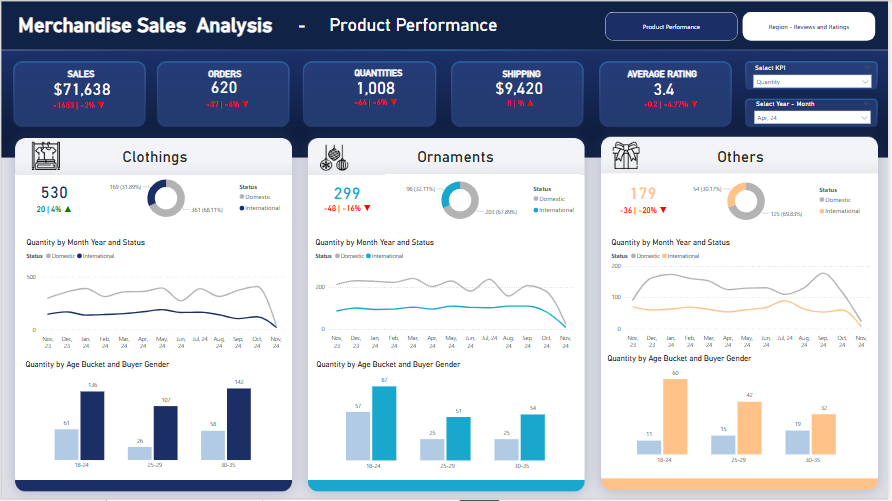 Merchandise Sales Analysis - Product Performance
Product Performance
Region - Reviews and Ratings
SALES
$71,638
-1683 | -2% ▼
ORDERS
620
-37 | -6% ▼
QUANTITIES
1,008
-64 | -6% ▼
SHIPPING
$9,420
AVERAGE RATING
3.4
-0.2 | -4.77% ▼
Select KPI
Quantity
Select Year - Month
Apr, 24
Clothings
530
20 | 4% ▲
169 (31.89%)
361 (68.11%)
Status
Domestic
International
Quantity by Month Year and Status
Status Domestic International
500
0
Nov, 23 Dec, 23 Jan, 24 Feb, 24 Mar, 24 Apr, 24 May, 24 Jun, 24 Jul, 24 Aug, 24 Sep, 24 Oct, 24 Nov, 24
Quantity by Age Bucket and Buyer Gender
61 136 26 107 58 142
18-24 25-29 30-35
Ornaments
299
-48 | -16% ▼
96 (32.11%)
203 (67.89%)
Status
Domestic
International
Quantity by Month Year and Status
Status Domestic International
200
0
Nov, 23 Dec, 23 Jan, 24 Feb, 24 Mar, 24 Apr, 24 May, 24 Jun, 24 Jul, 24 Aug, 24 Sep, 24 Oct, 24 Nov, 24
Quantity by Age Bucket and Buyer Gender
57 87 25 51 25 54
18-24 25-29 30-35
Others
179
-36 | -20% ▼
54 (30.17%)
125 (69.83%)
Status
Domestic
International
Quantity by Month Year and Status
Status Domestic International
200
100
0
Nov, 23 Dec, 23 Jan, 24 Feb, 24 Mar, 24 Apr, 24 May, 24 Jun, 24 Jul, 24 Aug, 24 Sep, 24 Oct, 24 Nov, 24
Quantity by Age Bucket and Buyer Gender
11 60 15 42 19 32
18-24 25-29 30-35